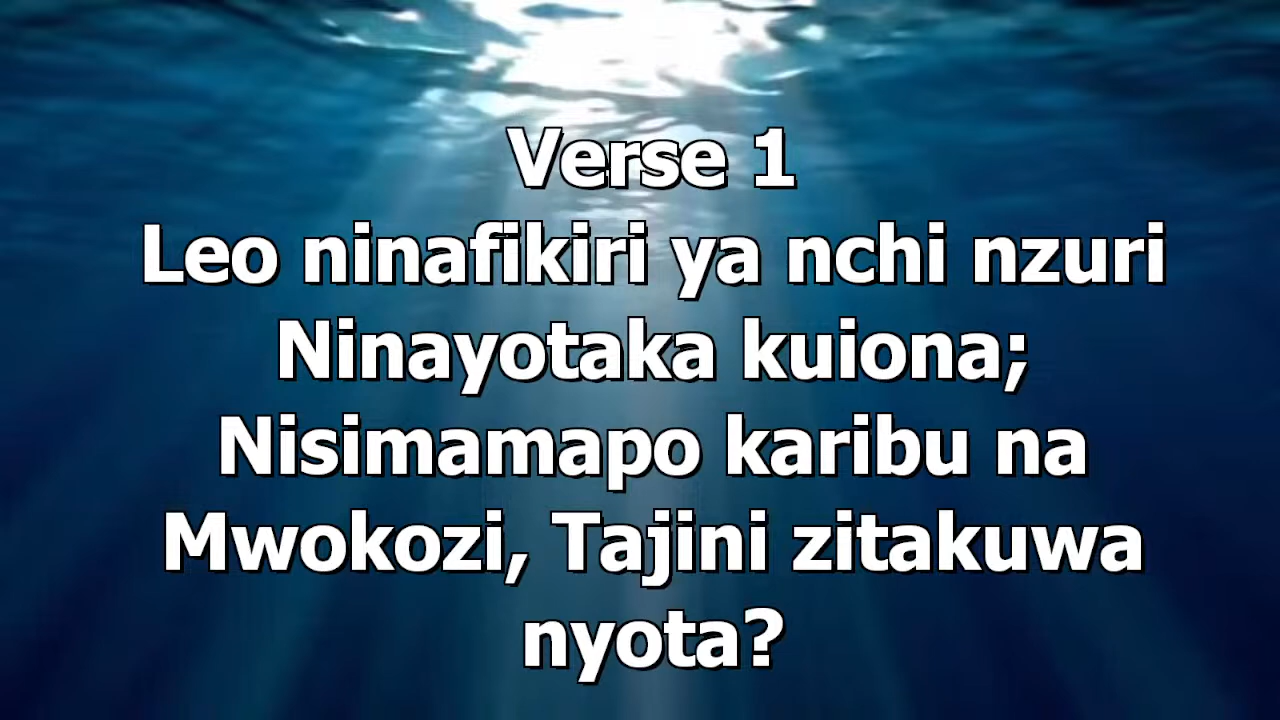 Verse 1
Leo ninafikiri ya nchi nzuri
Ninayotaka kuiona;
Nisimamapo karibu na
Mwokozi, Tajini zitakuwa
nyota?